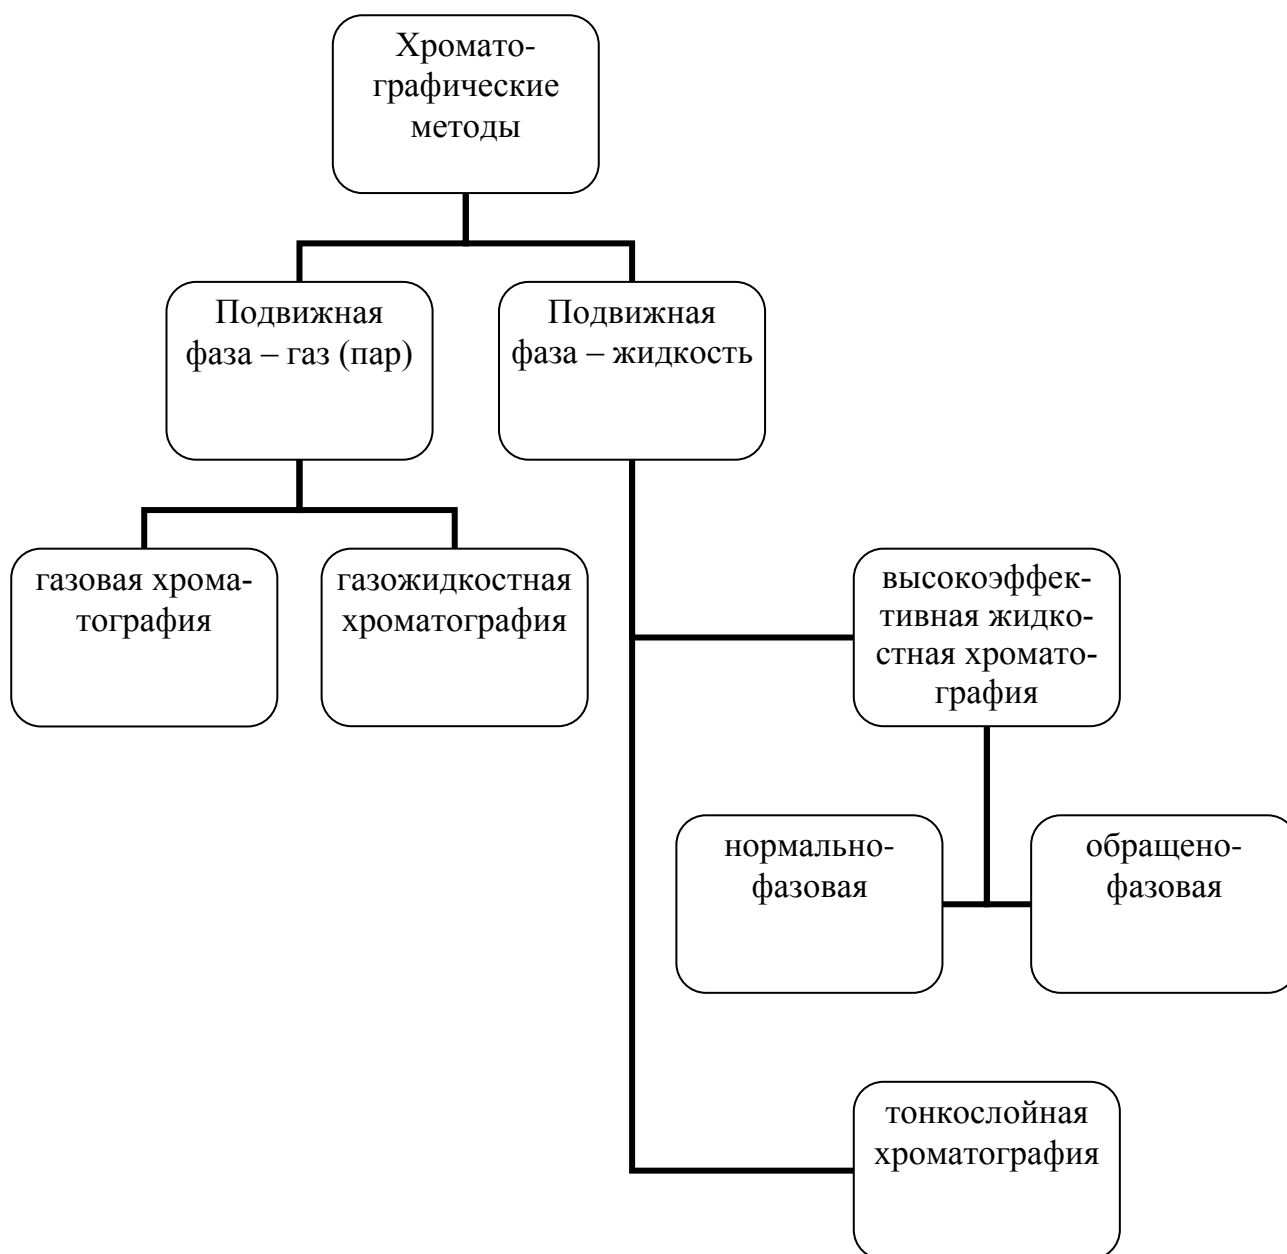 Хромато-
графические
методы
Подвижная
фаза – газ (пар)
Подвижная
фаза – жидкость
газовая хрома-
тография
газожидкостная
хроматография
высокоэффек-
тивная жидко-
стная хромато-
графия
нормально-
фазовая
обращено-
фазовая
тонкослойная
хроматография